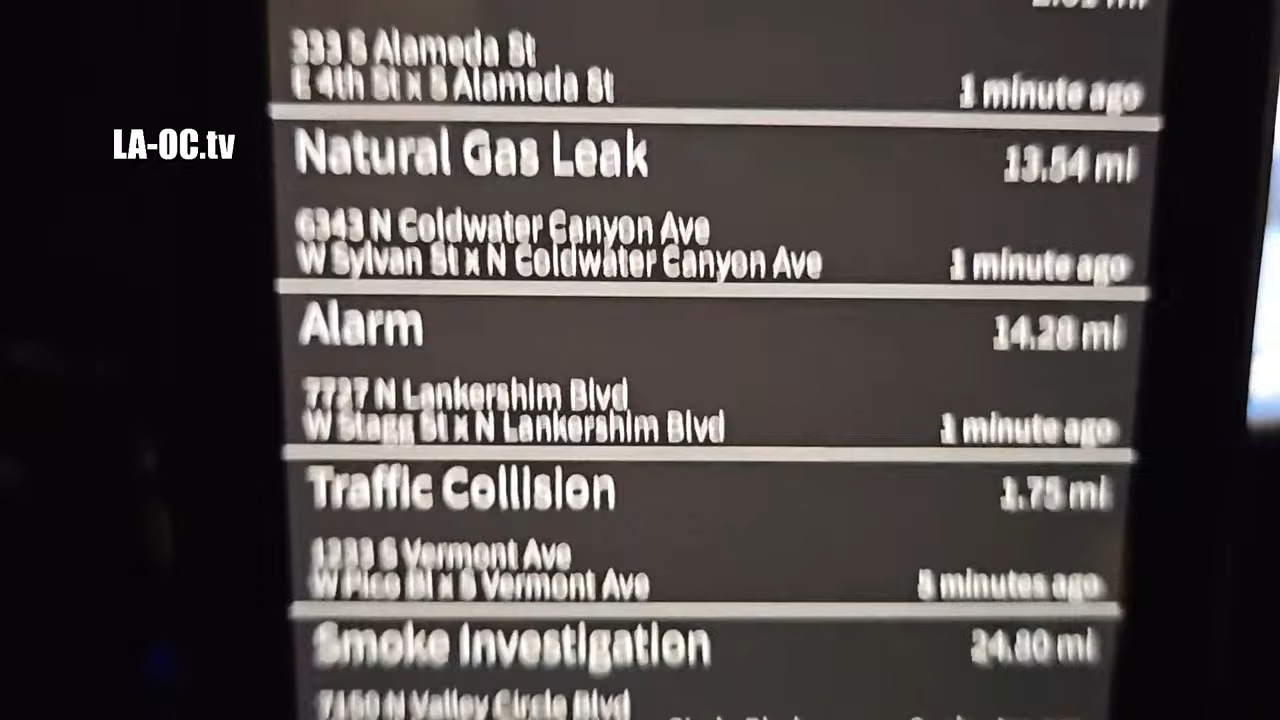 333 S Alameda St
E 4th St x S Alameda St
1 minute ago
LA-OC.tv
Natural Gas Leak
13.54 mi
6343 N Coldwater Canyon Ave
W Sylvan St x N Coldwater Canyon Ave
1 minute ago
Alarm
14.28 mi
7727 N Lankershim Blvd
W Stagg St x N Lankershim Blvd
1 minute ago
Traffic Collision
1.75 mi
S Vermont Ave
W Pico Bl x S Vermont Ave
minutes ago
Smoke Investigation
24.80 mi
N Valley Circle Blvd